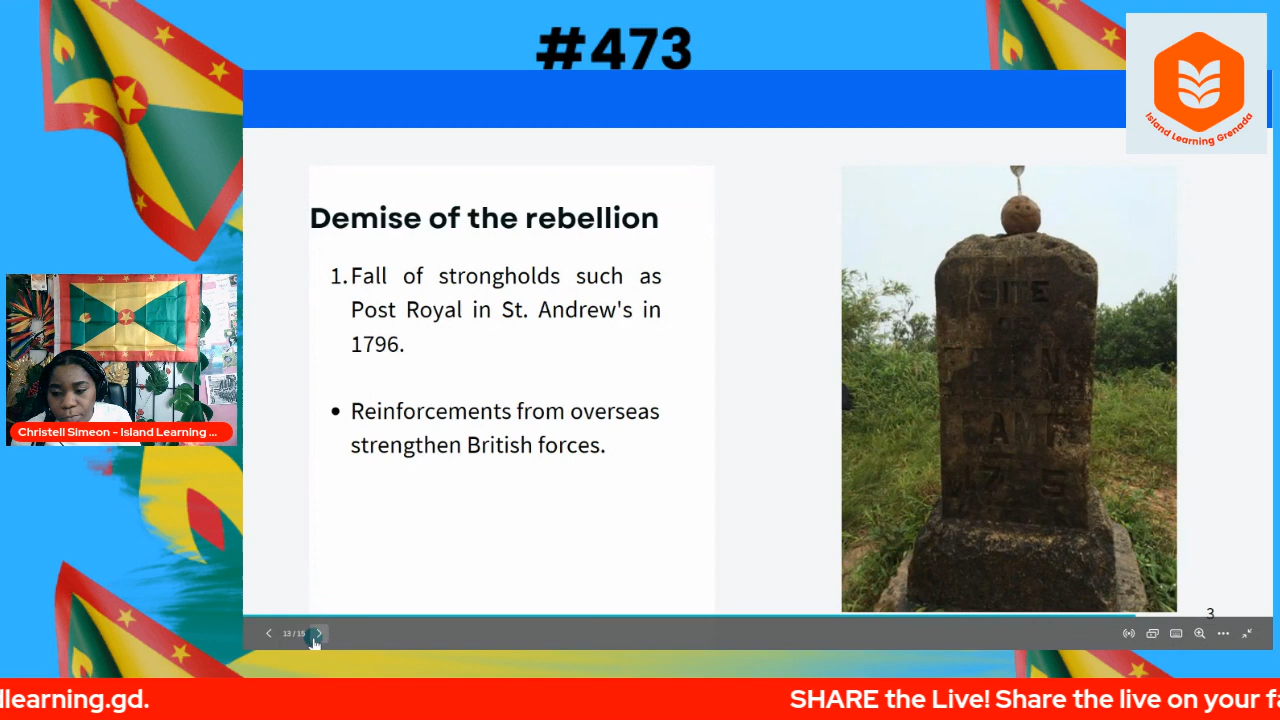 #473
Island Learning Grenada
Demise of the rebellion
1. Fall of strongholds such as
Post Royal in St. Andrew's in
1796.
• Reinforcements from overseas
strengthen British forces.
SITE
CAMP
3
Christell Simeon - Island Learning ...
13 / 15
dlearning.gd.
SHARE the Live! Share the live on your fa